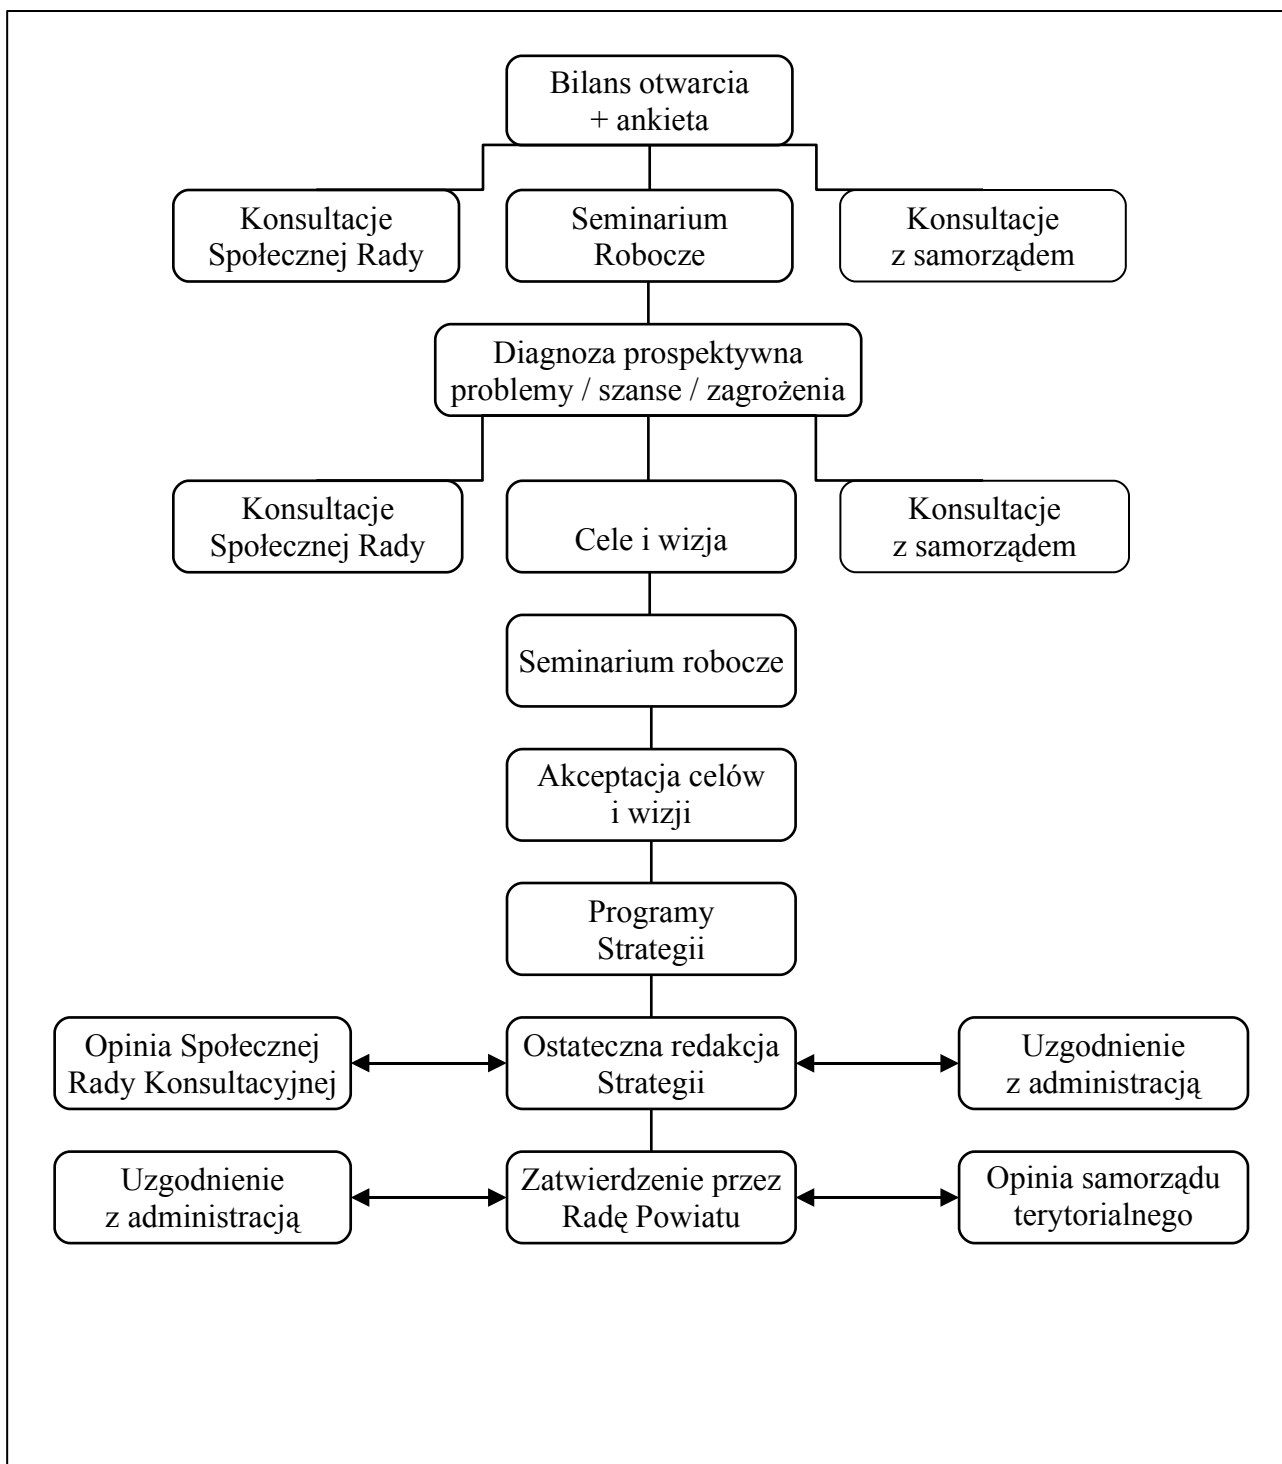 Bilans otwarcia
+ ankieta
Konsultacje
Społecznej Rady
Seminarium
Robocze
Konsultacje
z samorządem
Diagnoza prospektywna
problemy / szanse / zagrożenia
Konsultacje
Społecznej Rady
Cele i wizja
Konsultacje
z samorządem
Seminarium robocze
Akceptacja celów
i wizji
Programy
Strategii
Opinia Społecznej
Rady Konsultacyjnej
Ostateczna redakcja
Strategii
Uzgodnienie
z administracją
Uzgodnienie
z administracją
Zatwierdzenie przez
Radę Powiatu
Opinia samorządu
terytorialnego